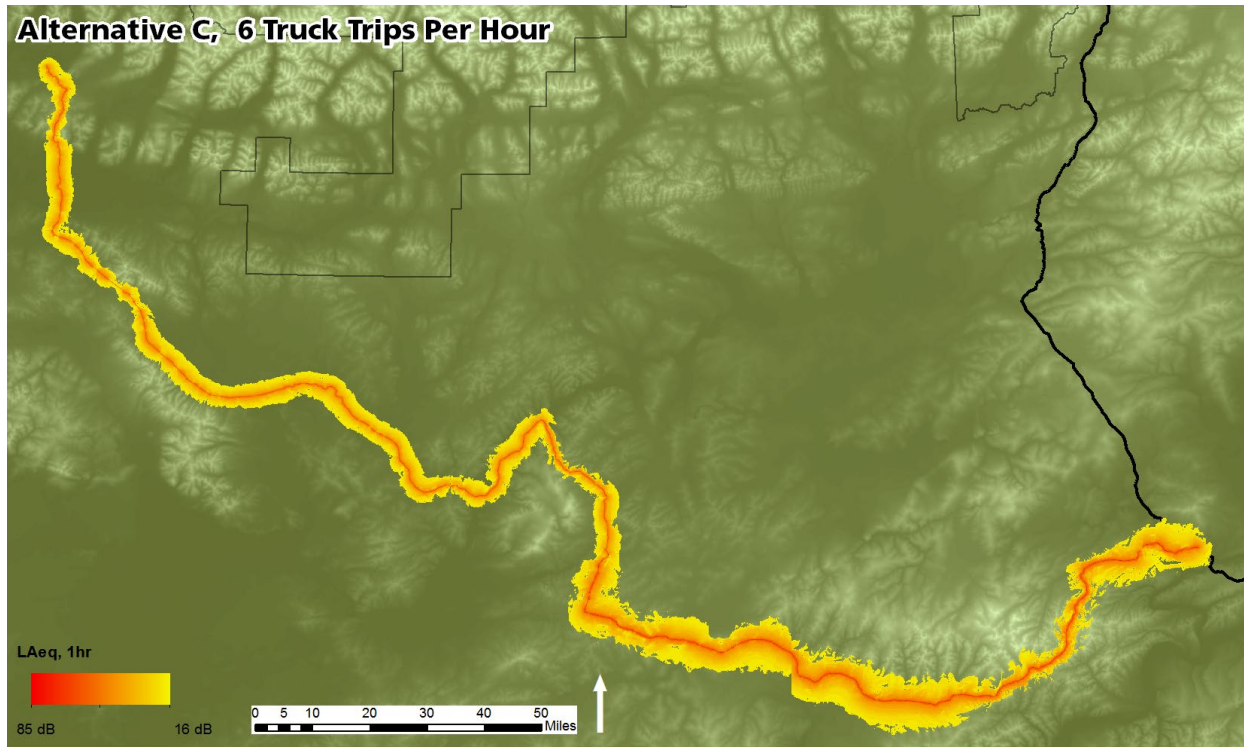 Alternative C,  6 Truck Trips Per Hour
LAeq, 1hr
85 dB 16 dB
0 5 10 20 30 40 50
Miles